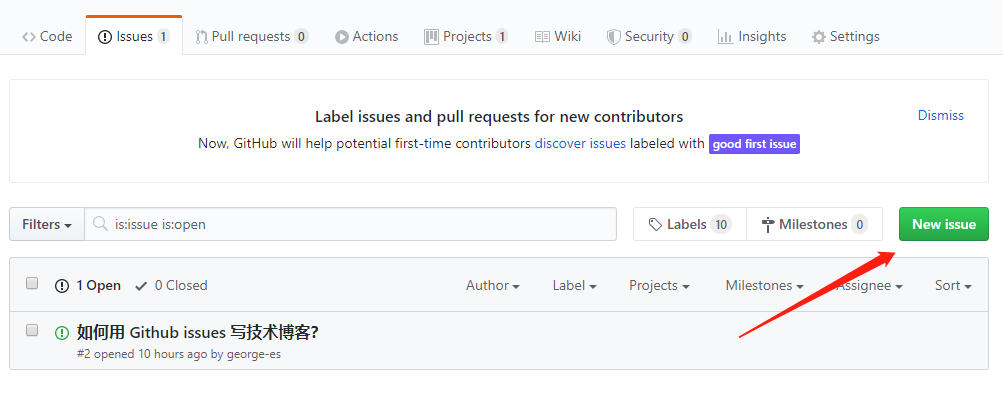 Code Issues 1 Pull requests 0 Actions Projects 1 Wiki Security 0 Insights Settings
Label issues and pull requests for new contributors Dismiss
Now, GitHub will help potential first-time contributors discover issues labeled with good first issue
Filters is:issue is:open Labels 10 Milestones 0 New issue
1 Open 0 Closed Author Label Projects Milestones Assignee Sort
如何用 Github issues 写技术博客?
#2 opened 10 hours ago by george-es